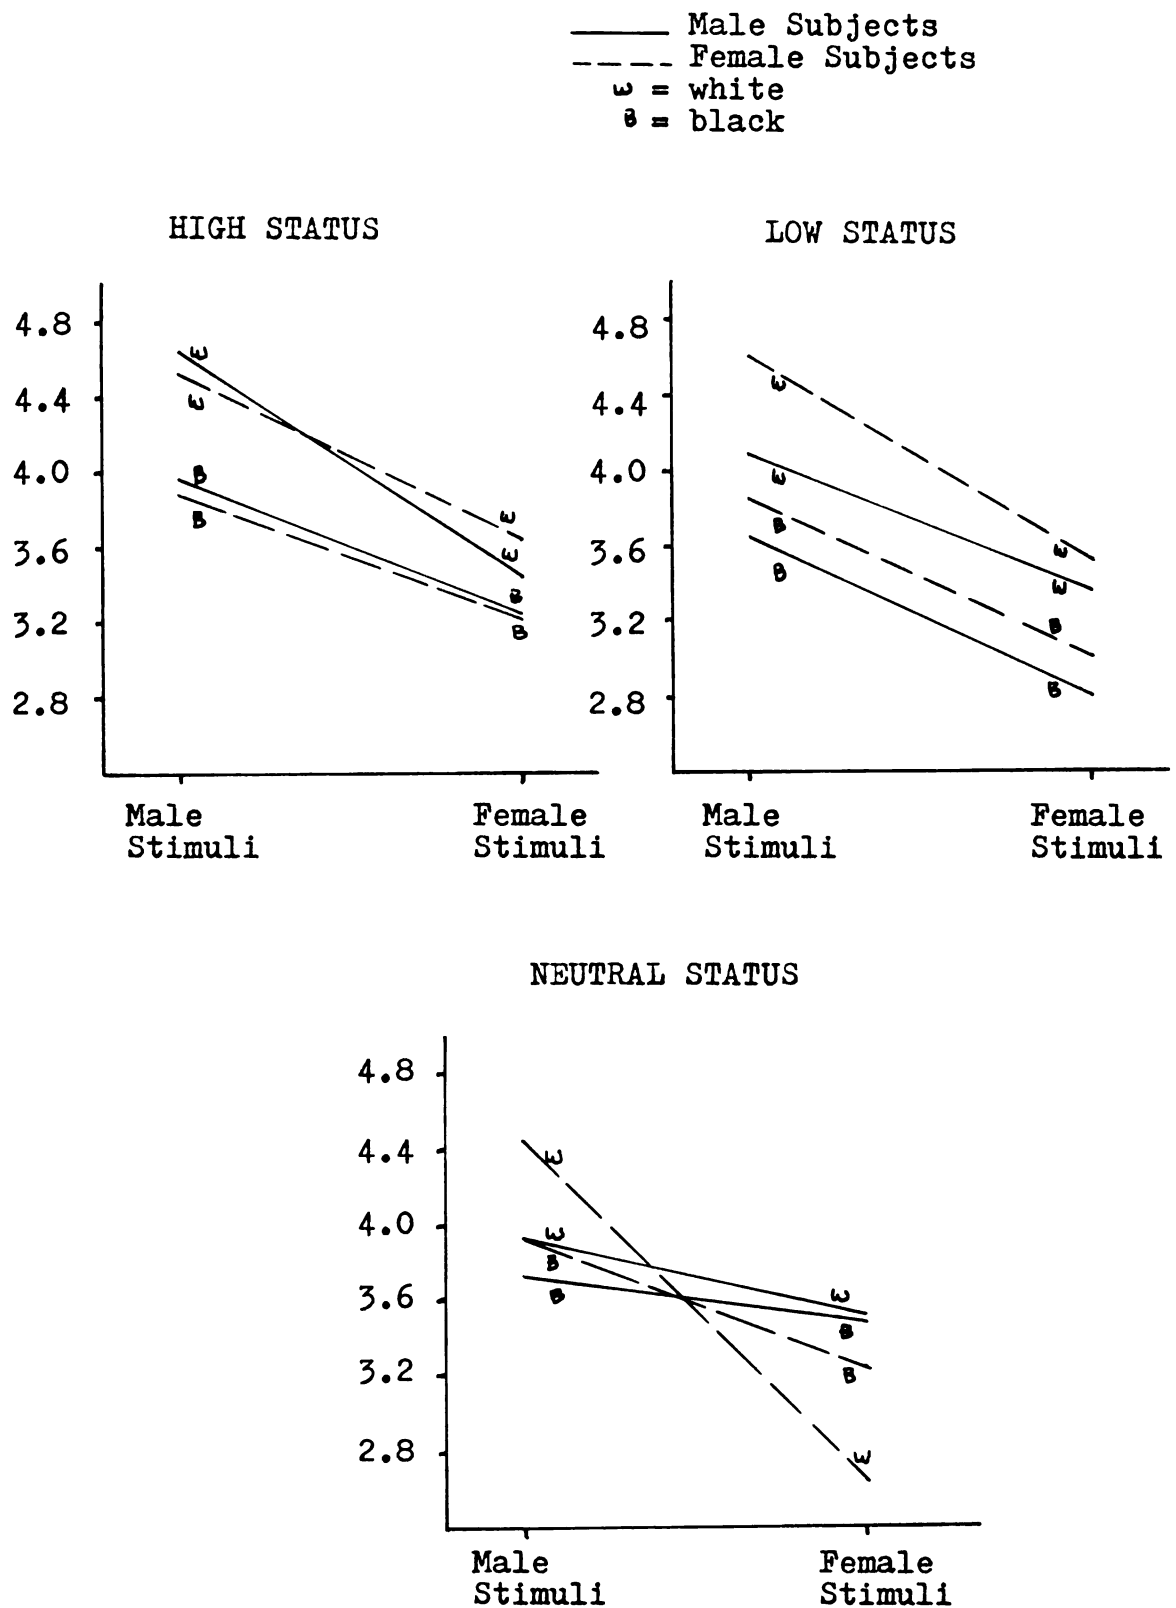 Male Subjects
Female Subjects
w = white
B = black
HIGH STATUS
4.8
4.4
4.0
3.6
3.2
2.8
w
w
B
B
w
w
B
B
Male
Stimuli
Female
Stimuli
LOW STATUS
4.8
4.4
4.0
3.6
3.2
2.8
w
w
B
B
w
w
B
B
Male
Stimuli
Female
Stimuli
NEUTRAL STATUS
4.8
4.4
4.0
3.6
3.2
2.8
w
w
B
B
w
B
B
w
Male
Stimuli
Female
Stimuli